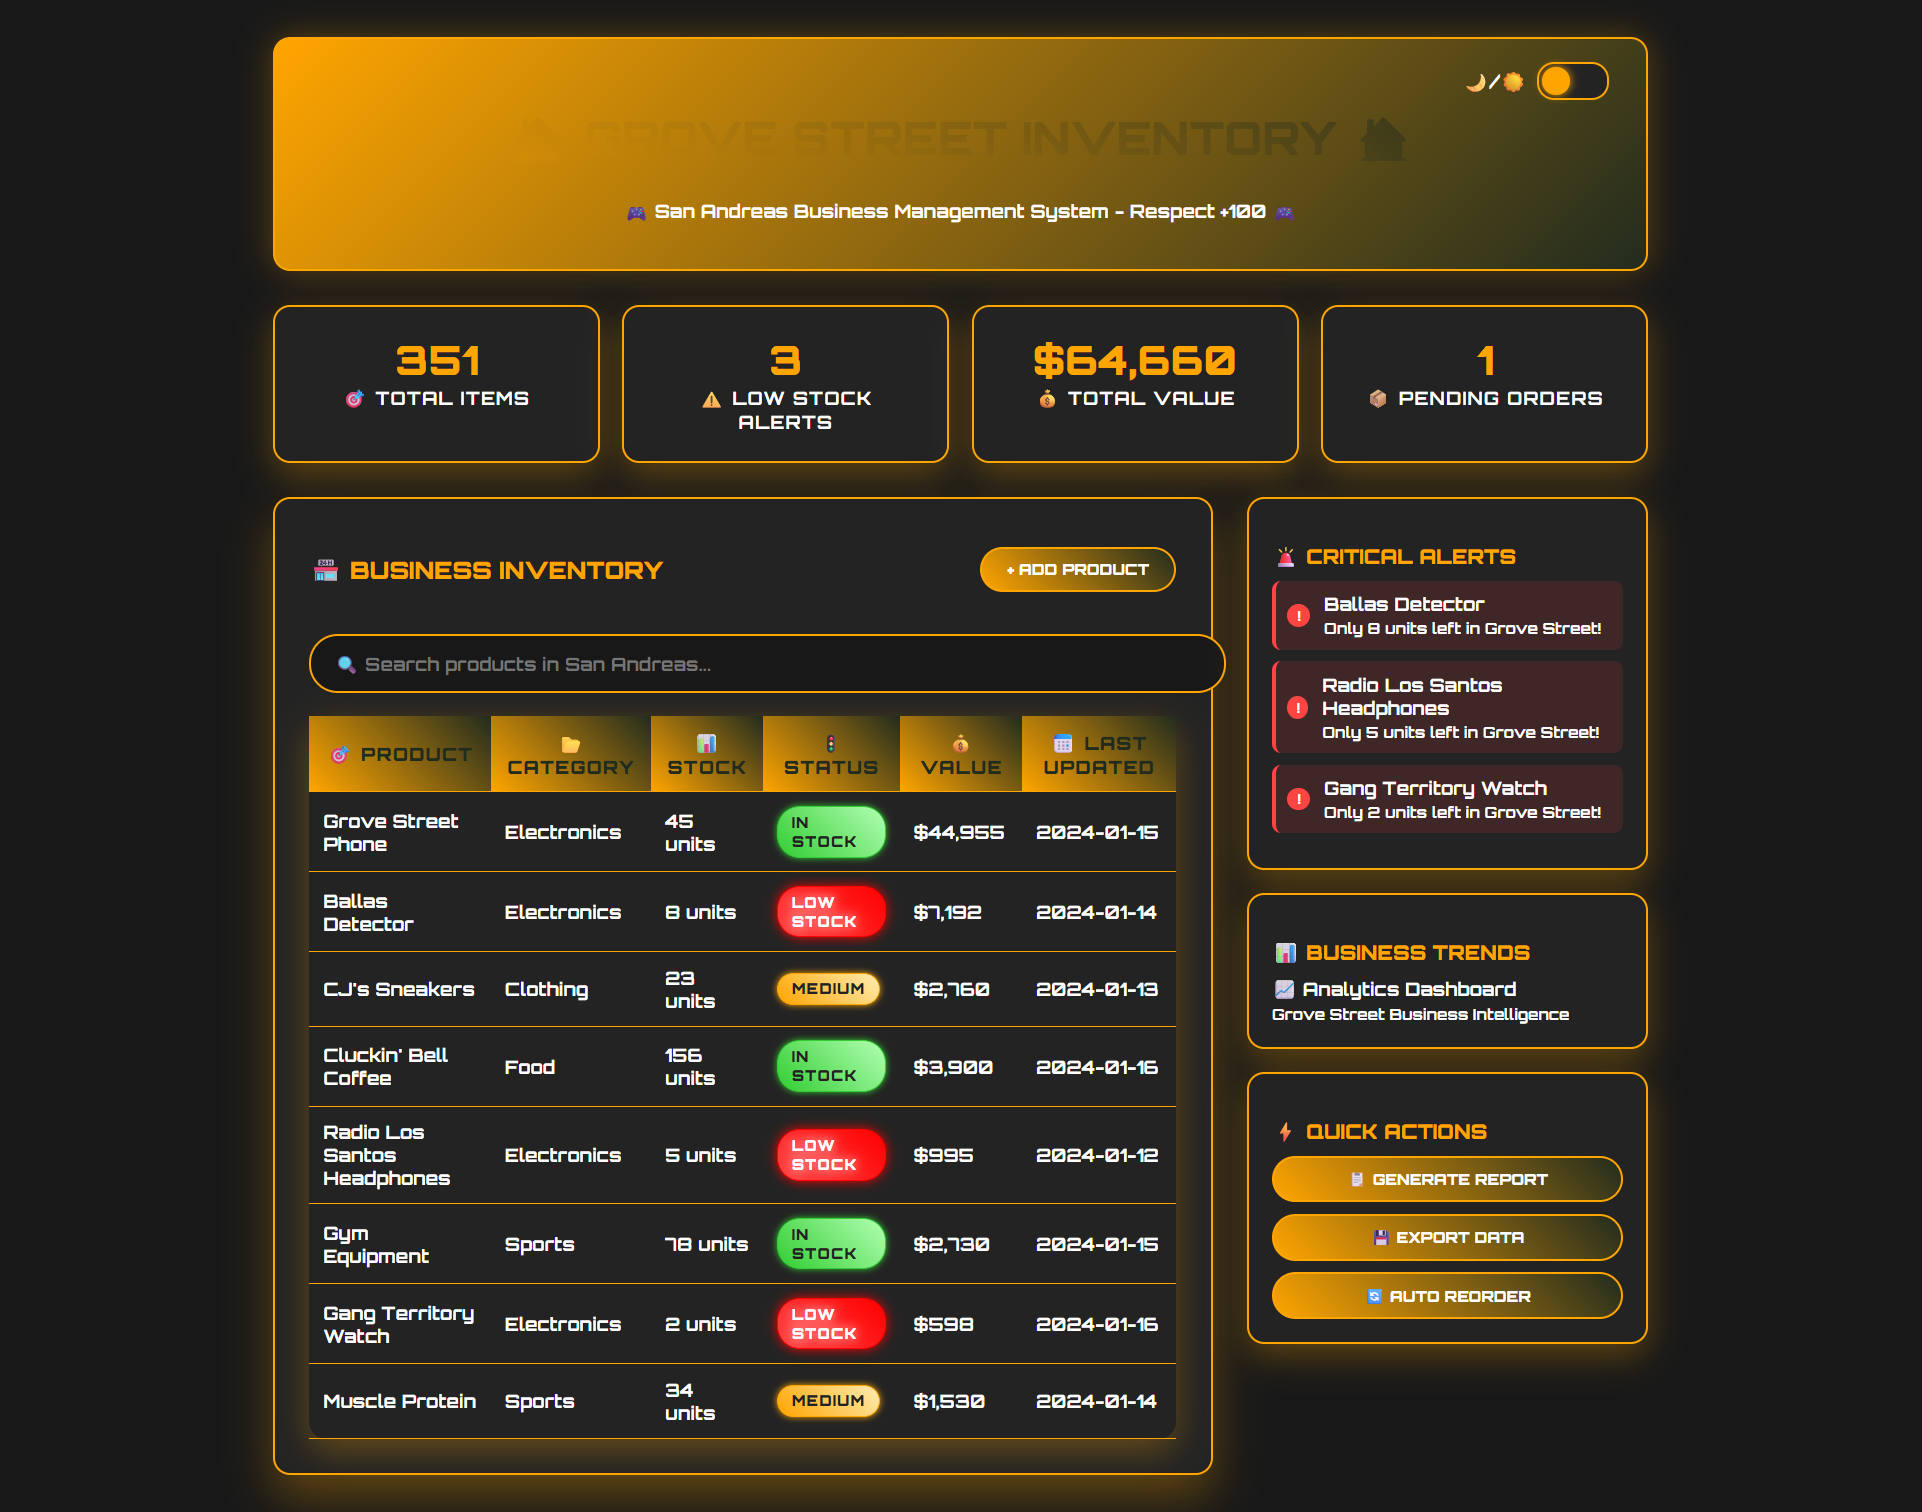 GROVE STREET INVENTORY
San Andreas Business Management System - Respect +100
351
TOTAL ITEMS
3
LOW STOCK
ALERTS
$64,660
TOTAL VALUE
1
PENDING ORDERS
BUSINESS INVENTORY
+ ADD PRODUCT
Search products in San Andreas...
PRODUCT
CATEGORY
STOCK
STATUS
VALUE
LAST
UPDATED
Grove Street
Phone
Electronics
45
units
IN
STOCK
$44,955
2024-01-15
Ballas
Detector
Electronics
8 units
LOW
STOCK
$7,192
2024-01-14
CJ's Sneakers
Clothing
23
units
MEDIUM
$2,760
2024-01-13
Cluckin' Bell
Coffee
Food
156
units
IN
STOCK
$3,900
2024-01-16
Radio Los
Santos
Headphones
Electronics
5 units
LOW
STOCK
$995
2024-01-12
Gym
Equipment
Sports
78 units
IN
STOCK
$2,730
2024-01-15
Gang Territory
Watch
Electronics
2 units
LOW
STOCK
$598
2024-01-16
Muscle Protein
Sports
34
units
MEDIUM
$1,530
2024-01-14
CRITICAL ALERTS
!
Ballas Detector
Only 8 units left in Grove Street!
!
Radio Los Santos
Headphones
Only 5 units left in Grove Street!
!
Gang Territory Watch
Only 2 units left in Grove Street!
BUSINESS TRENDS
Analytics Dashboard
Grove Street Business Intelligence
QUICK ACTIONS
GENERATE REPORT
EXPORT DATA
AUTO REORDER